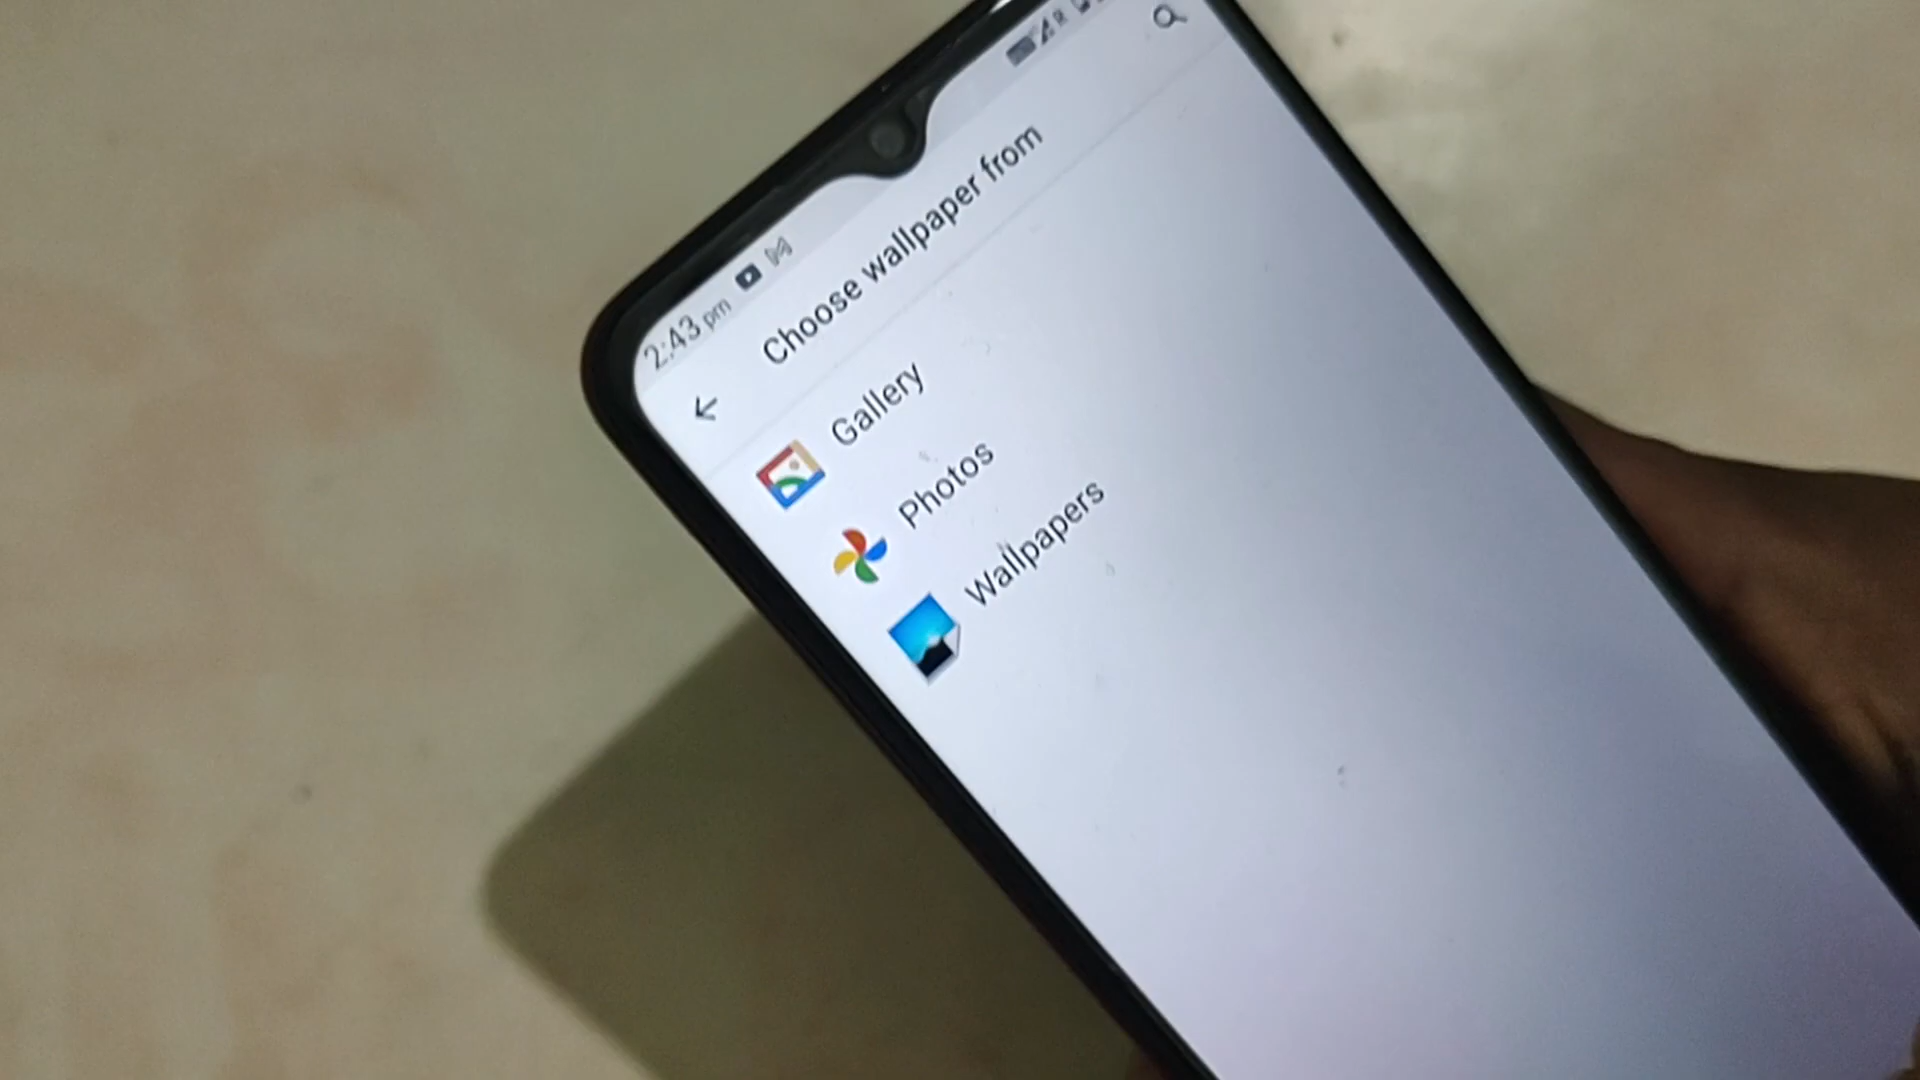 2:43 pm
R
Choose wallpaper from
Gallery
Photos
Wallpapers